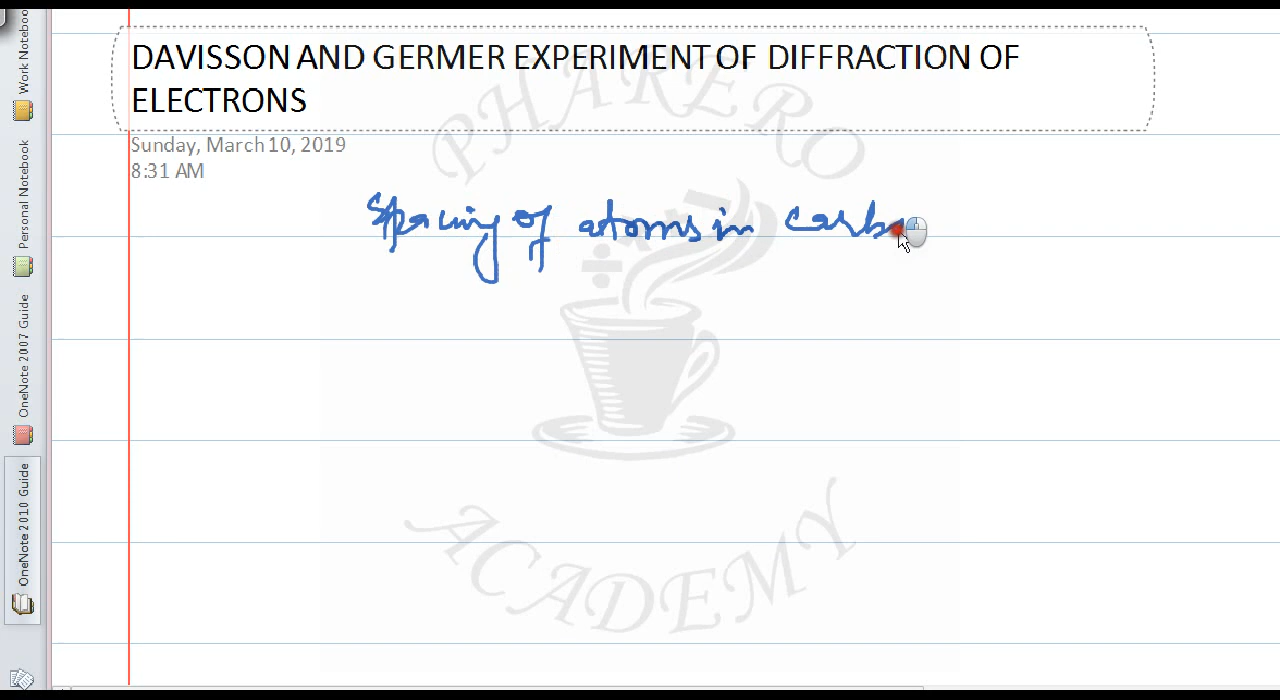 Work Notebook
Personal Notebook
OneNote 2007 Guide
OneNote 2010 Guide
DAVISSON AND GERMER EXPERIMENT OF DIFFRACTION OF
ELECTRONS
Sunday, March 10, 2019
8:31 AM
PHARERO
Spacing of atoms in carb
ACADEMY